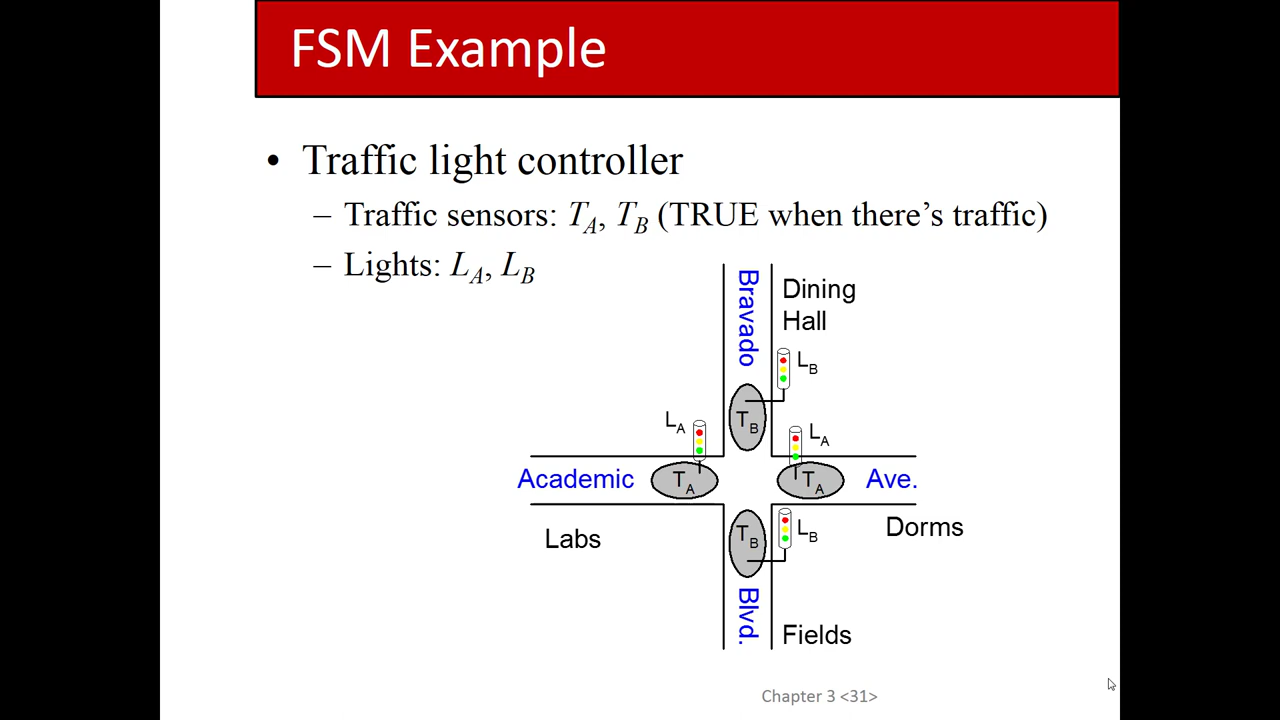 FSM Example
• Traffic light controller
– Traffic sensors: TA, TB (TRUE when there's traffic)
– Lights: LA, LB
Bravado
Dining
Hall
LB
TB
LA
LA
Academic
TA
TA
Ave.
Labs
TB
LB
Dorms
Blvd.
Fields
Chapter 3 <31>